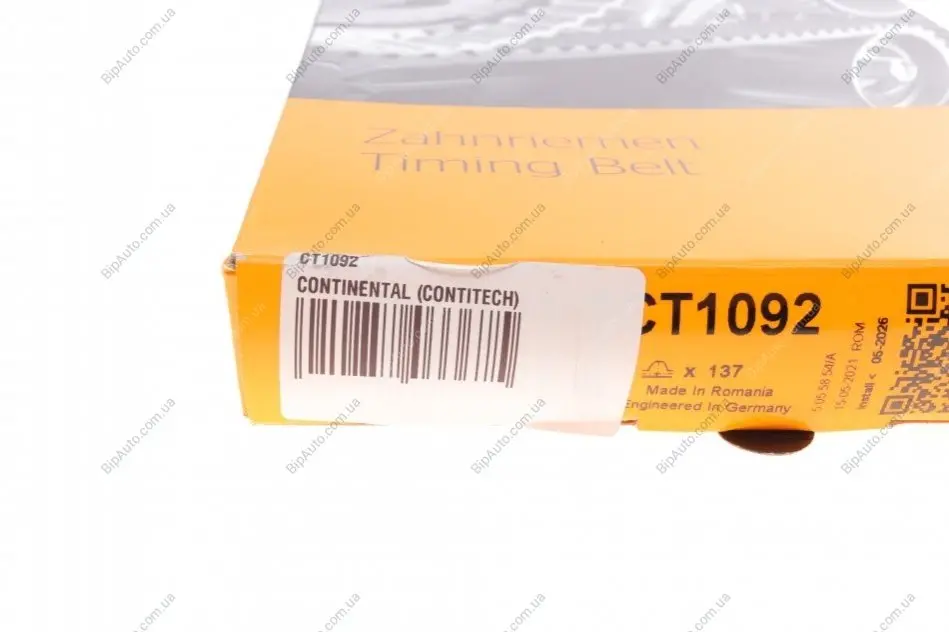 Zahnriemen
Timing Belt
CT1092
CONTINENTAL (CONTITECH)
CT1092
x 137
Made In Romania
Engineered In Germany
15-05-2021 ROM
Install < 05-2026
BipAuto.com.ua